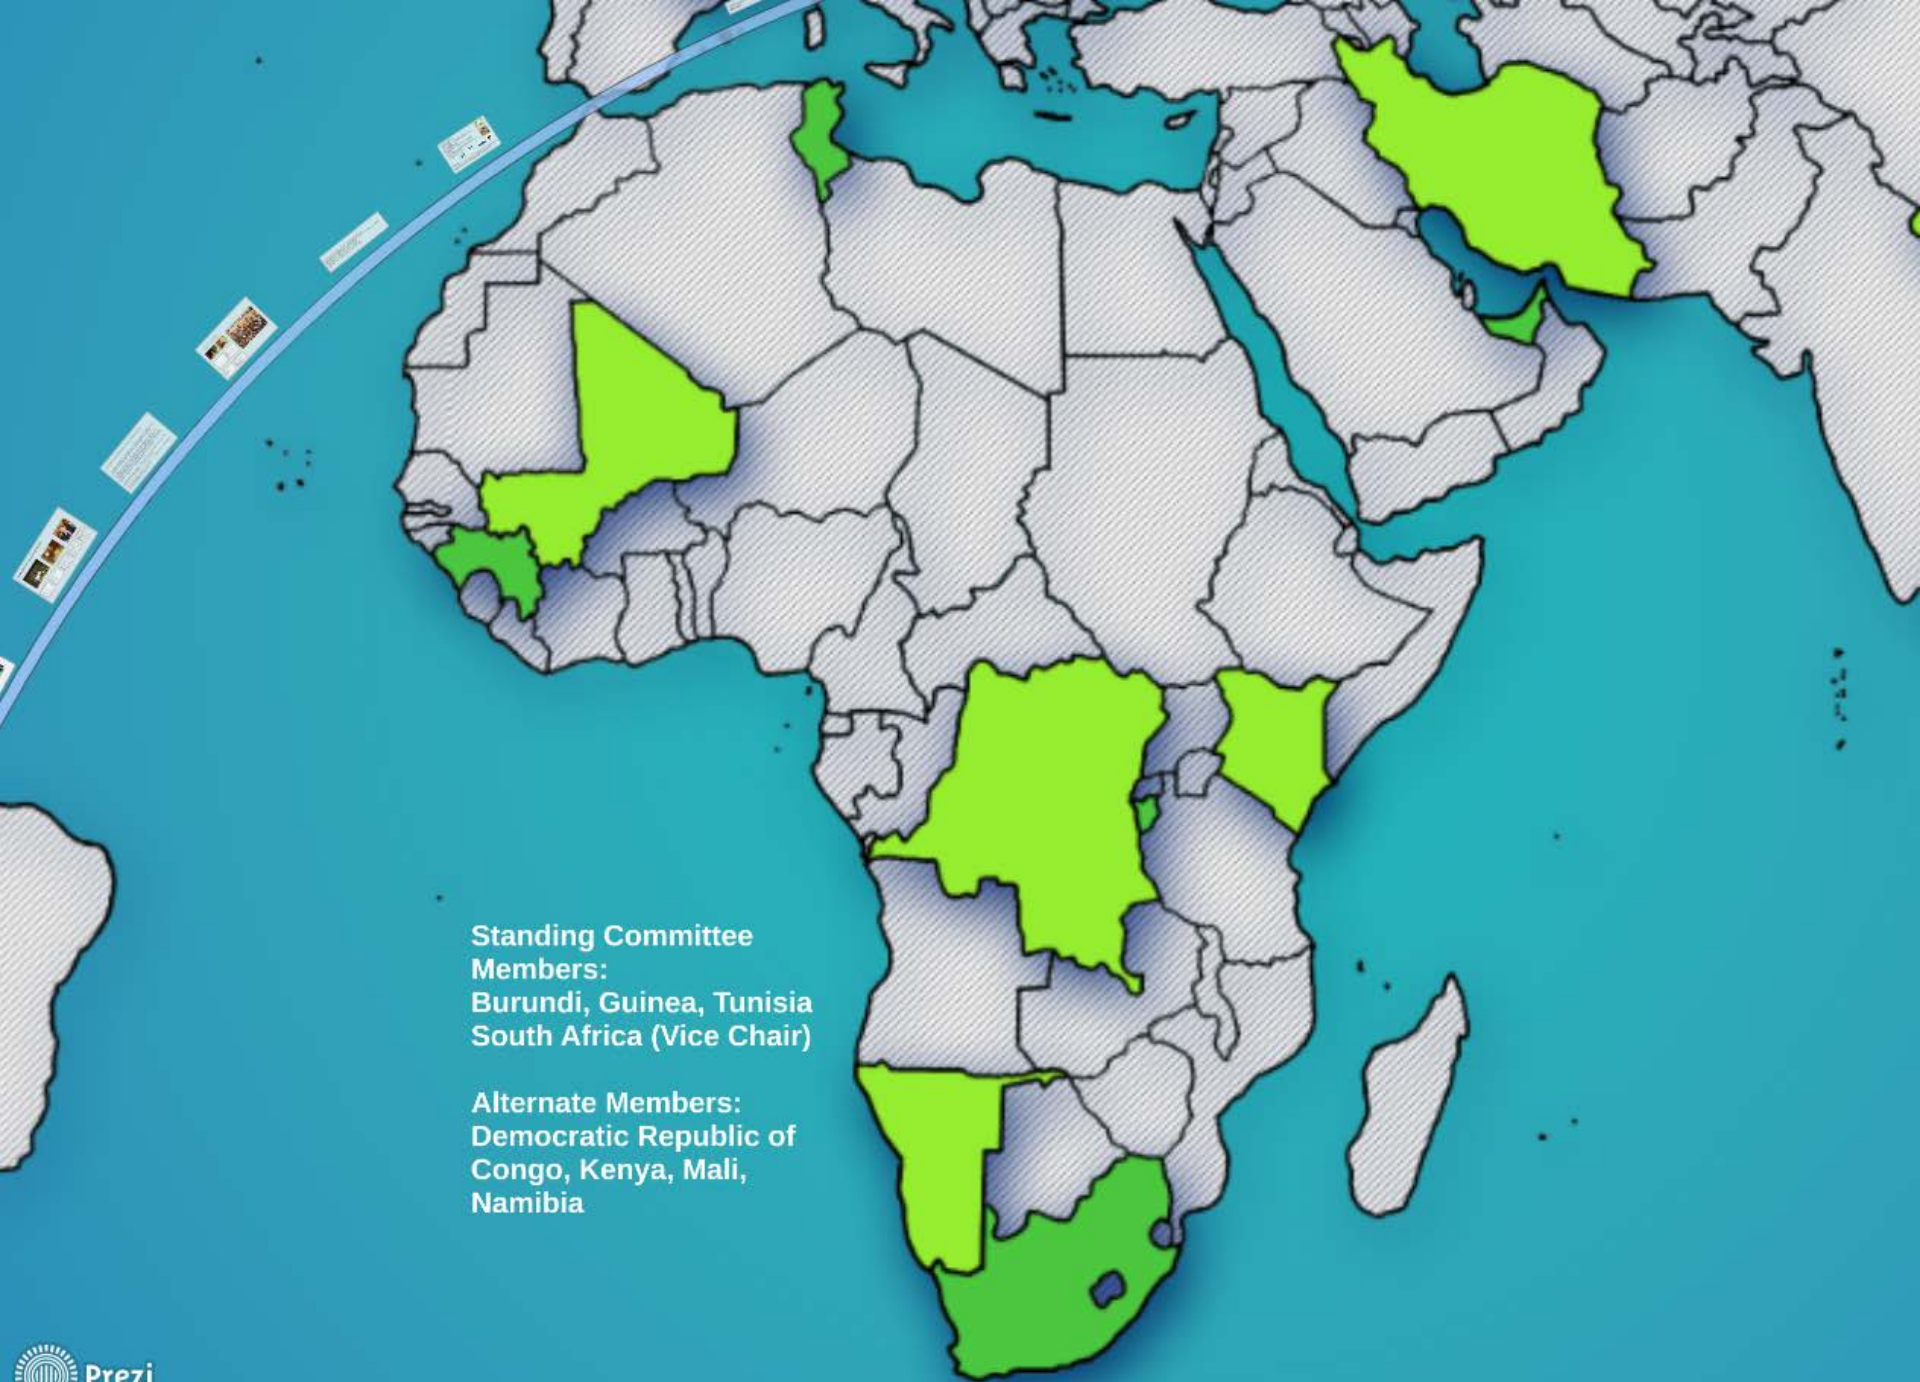 Standing Committee
Members:
Burundi, Guinea, Tunisia
South Africa (Vice Chair)
Alternate Members:
Democratic Republic of
Congo, Kenya, Mali,
Namibia
Prezi